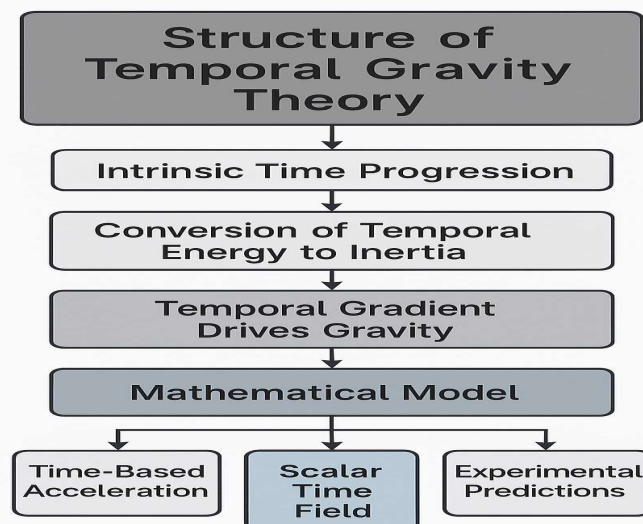 Structure of
Temporal Gravity
Theory
Intrinsic Time Progression
Conversion of Temporal
Energy to Inertia
Temporal Gradient
Drives Gravity
Mathematical Model
Time-Based
Acceleration
Scalar
Time
Field
Experimental
Predictions